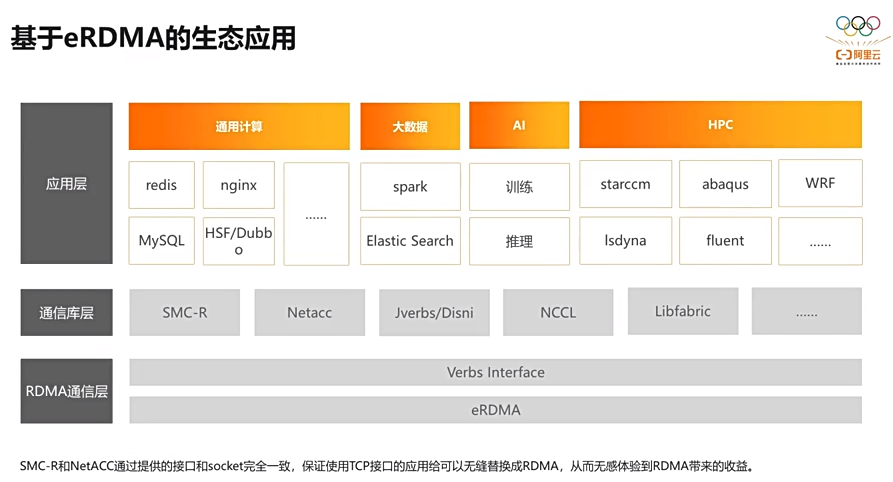 基于eRDMA的生态应用
阿里云
应用层
通用计算
大数据
AI
HPC
redis
nginx
......
spark
训练
starccm
abaqus
WRF
MySQL
HSF/Dubb
o
Elastic Search
推理
lsdyna
fluent
......
通信库层
SMC-R
Netacc
Jverbs/Disni
NCCL
Libfabric
......
RDMA通信层
Verbs Interface
eRDMA
SMC-R和NetACC通过提供的接口和socket完全一致，保证使用TCP接口的应用给可以无缝替换成RDMA，从而无感体验到RDMA带来的收益。